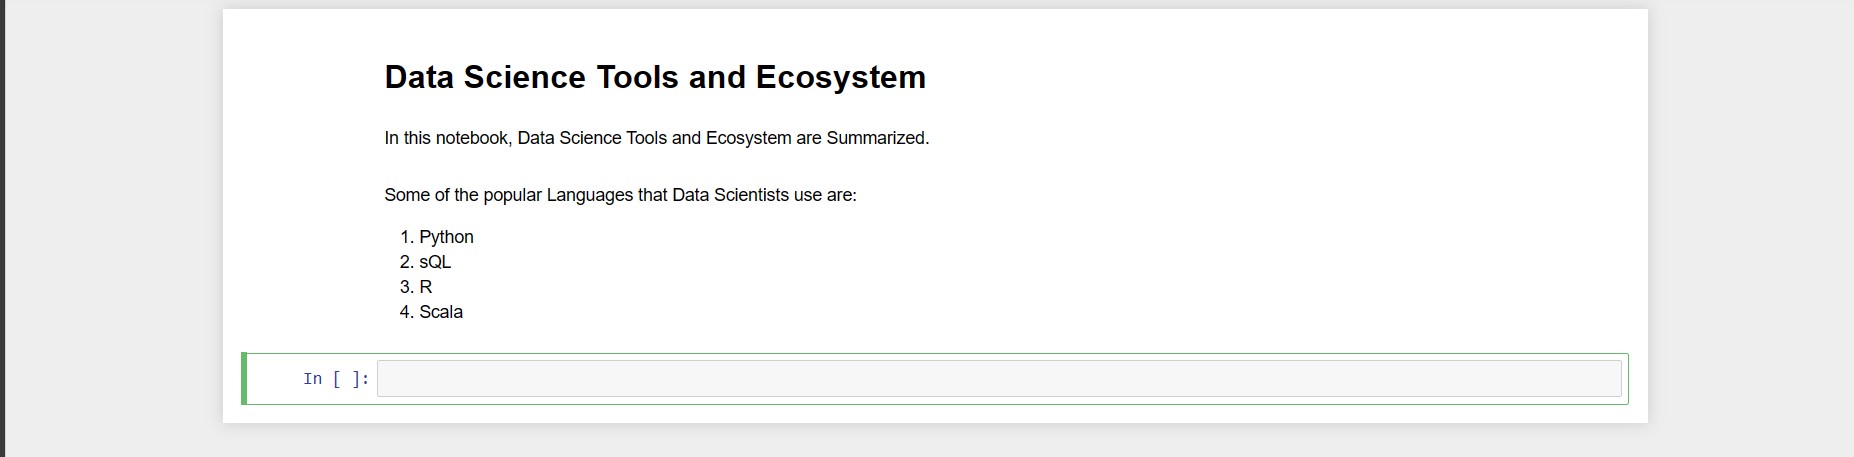 Data Science Tools and Ecosystem
In this notebook, Data Science Tools and Ecosystem are Summarized.
Some of the popular Languages that Data Scientists use are:
1. Python
2. sQL
3. R
4. Scala
In [ ]: